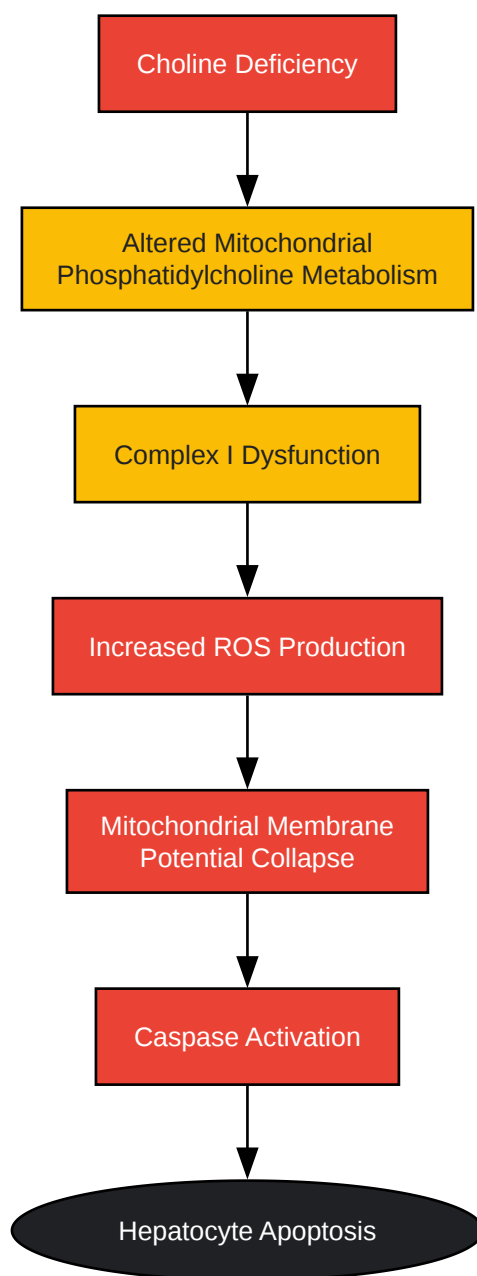 Choline Deficiency
Altered Mitochondrial
Phosphatidylcholine Metabolism
Complex I Dysfunction
Increased ROS Production
Mitochondrial Membrane
Potential Collapse
Caspase Activation
Hepatocyte Apoptosis